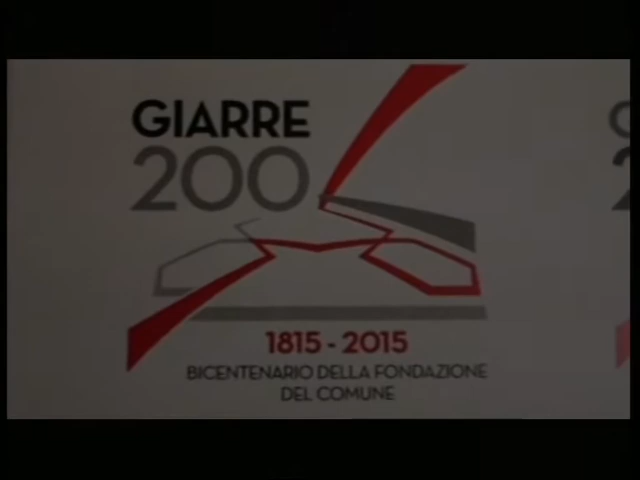 GIARRE
200
1815 - 2015
BICENTENARIO DELLA FONDAZIONE
DEL COMUNE